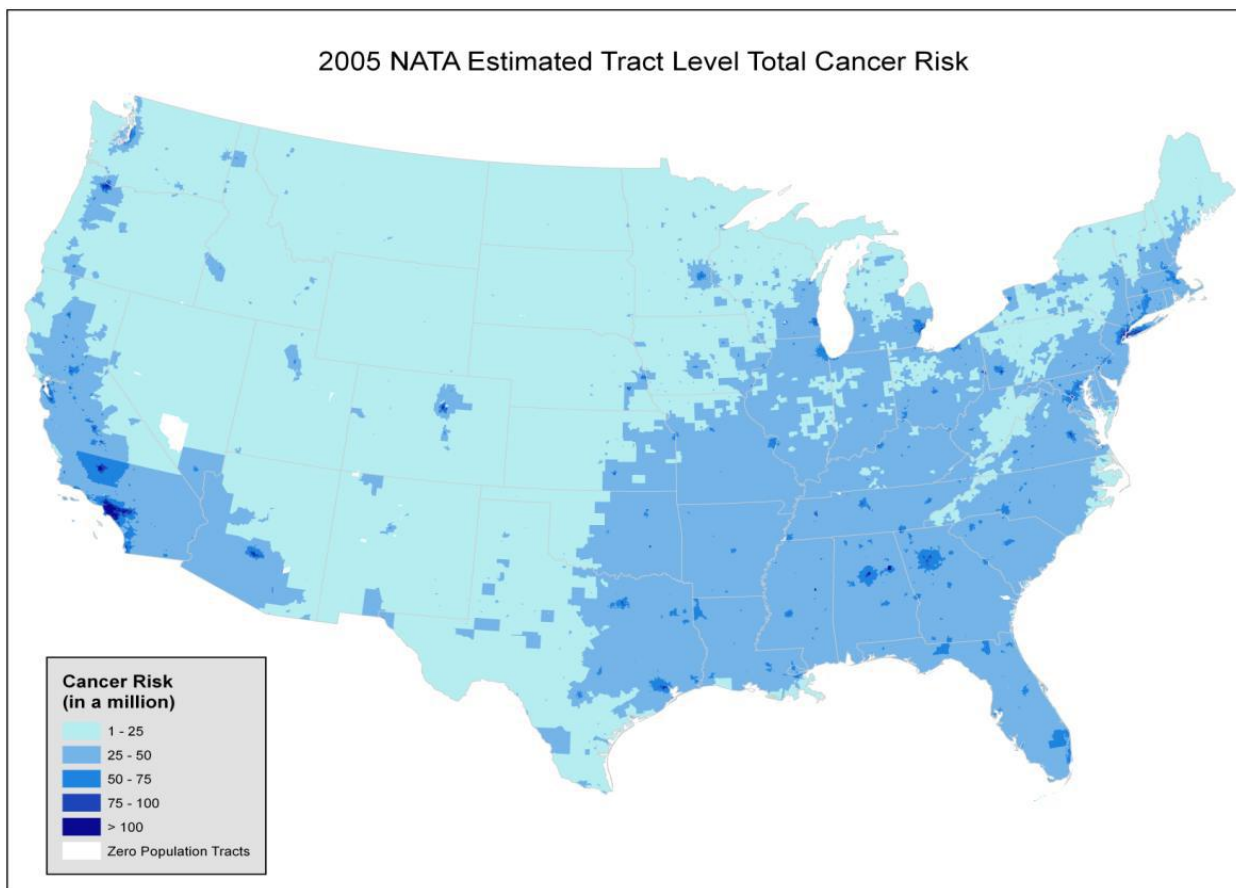 2005 NATA Estimated Tract Level Total Cancer Risk
Cancer Risk
(in a million)
1 - 25
25 - 50
50 - 75
75 - 100
> 100
Zero Population Tracts